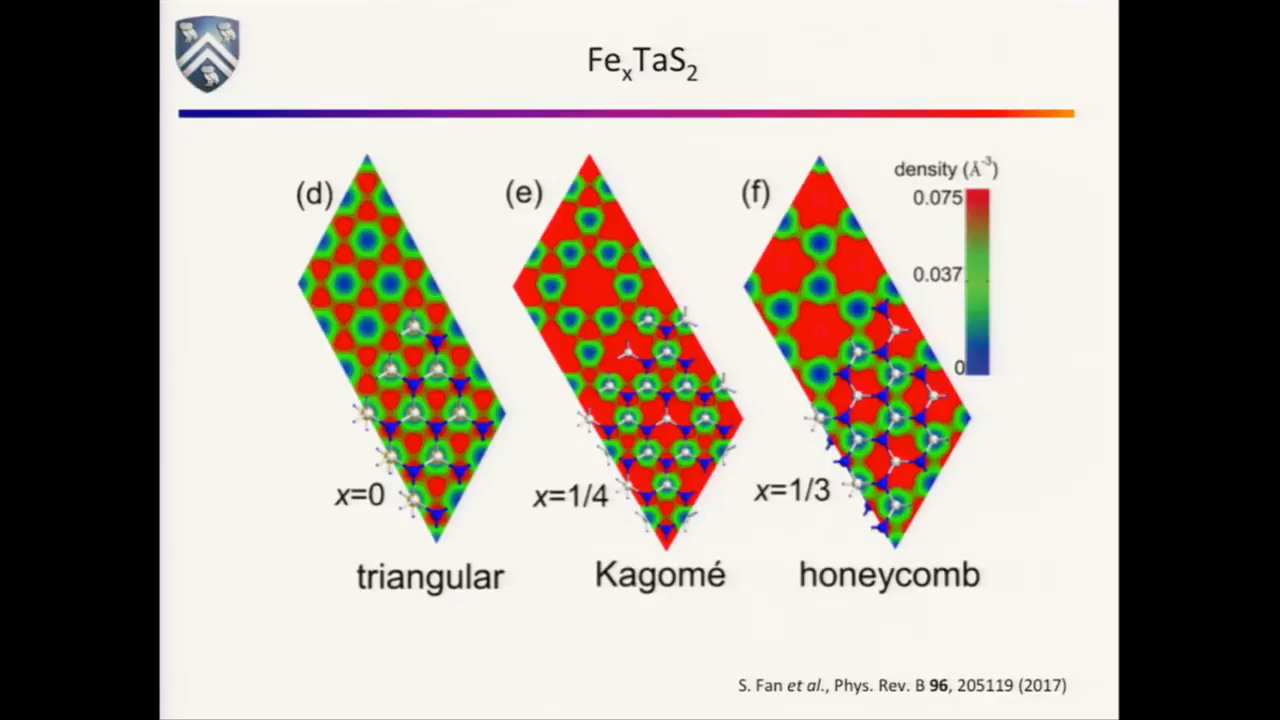 FeₓTaS₂
(d)
(e)
(f)
density (Å⁻³)
0.075
0.037
0
x=0
x=1/4
x=1/3
triangular
Kagomé
honeycomb
S. Fan et al., Phys. Rev. B 96, 205119 (2017)